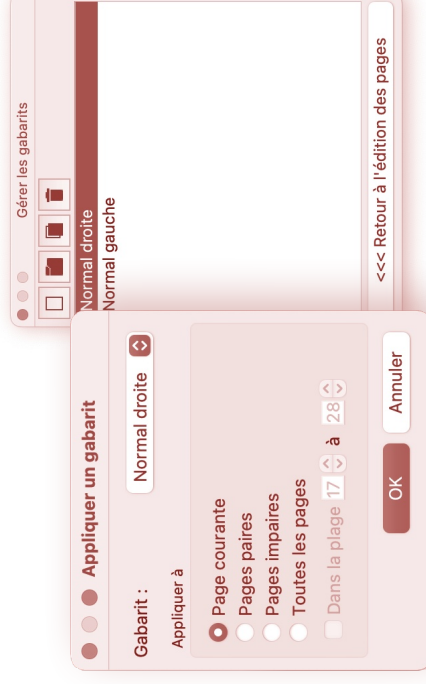 Gérer les gabarits
Normal droite
Normal gauche
<<< Retour à l'édition des pages
Appliquer un gabarit
Gabarit :
Normal droite
Appliquer à
Page courante
Pages paires
Pages impaires
Toutes les pages
Dans la plage 17 à 28
OK
Annuler